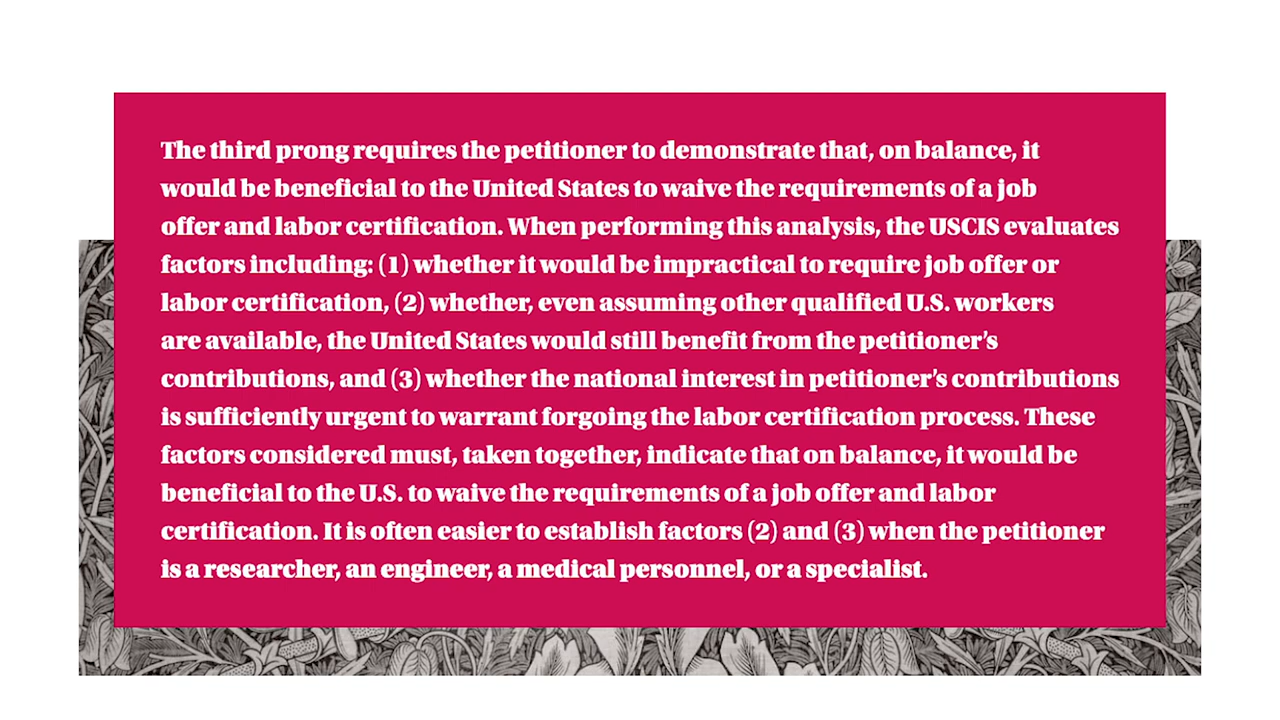 The third prong requires the petitioner to demonstrate that, on balance, it
would be beneficial to the United States to waive the requirements of a job
offer and labor certification. When performing this analysis, the USCIS evaluates
factors including: (1) whether it would be impractical to require job offer or
labor certification, (2) whether, even assuming other qualified U.S. workers
are available, the United States would still benefit from the petitioner’s
contributions, and (3) whether the national interest in petitioner’s contributions
is sufficiently urgent to warrant forgoing the labor certification process. These
factors considered must, taken together, indicate that on balance, it would be
beneficial to the U.S. to waive the requirements of a job offer and labor
certification. It is often easier to establish factors (2) and (3) when the petitioner
is a researcher, an engineer, a medical personnel, or a specialist.